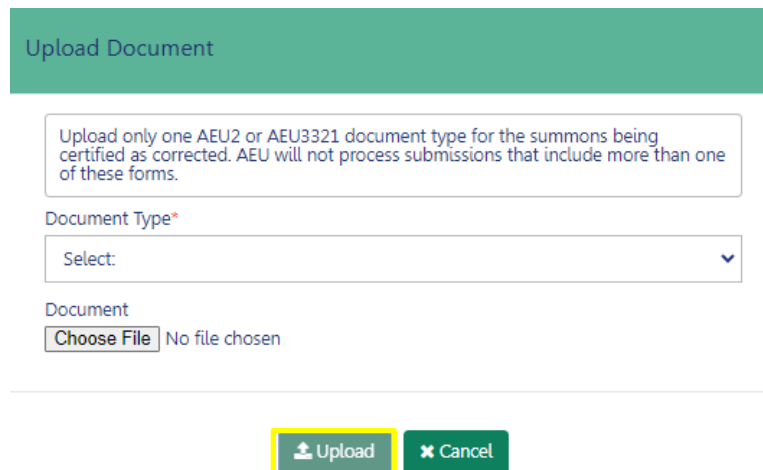 Upload Document
Upload only one AEU2 or AEU3321 document type for the summons being
certified as corrected. AEU will not process submissions that include more than one
of these forms.
Document Type*
Select:
Document
Choose File No file chosen
Upload Cancel